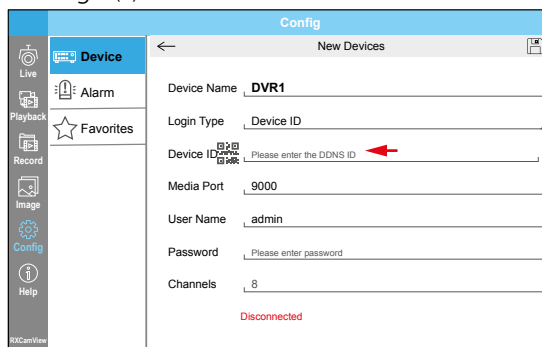 Config
Live
Playback
Record
Image
Config
Help
RXCamView
Device
Alarm
Favorites
New Devices
Device Name DVR1
Login Type Device ID
Device ID Please enter the DDNS ID
Media Port 9000
User Name admin
Password Please enter password
Channels 8
Disconnected